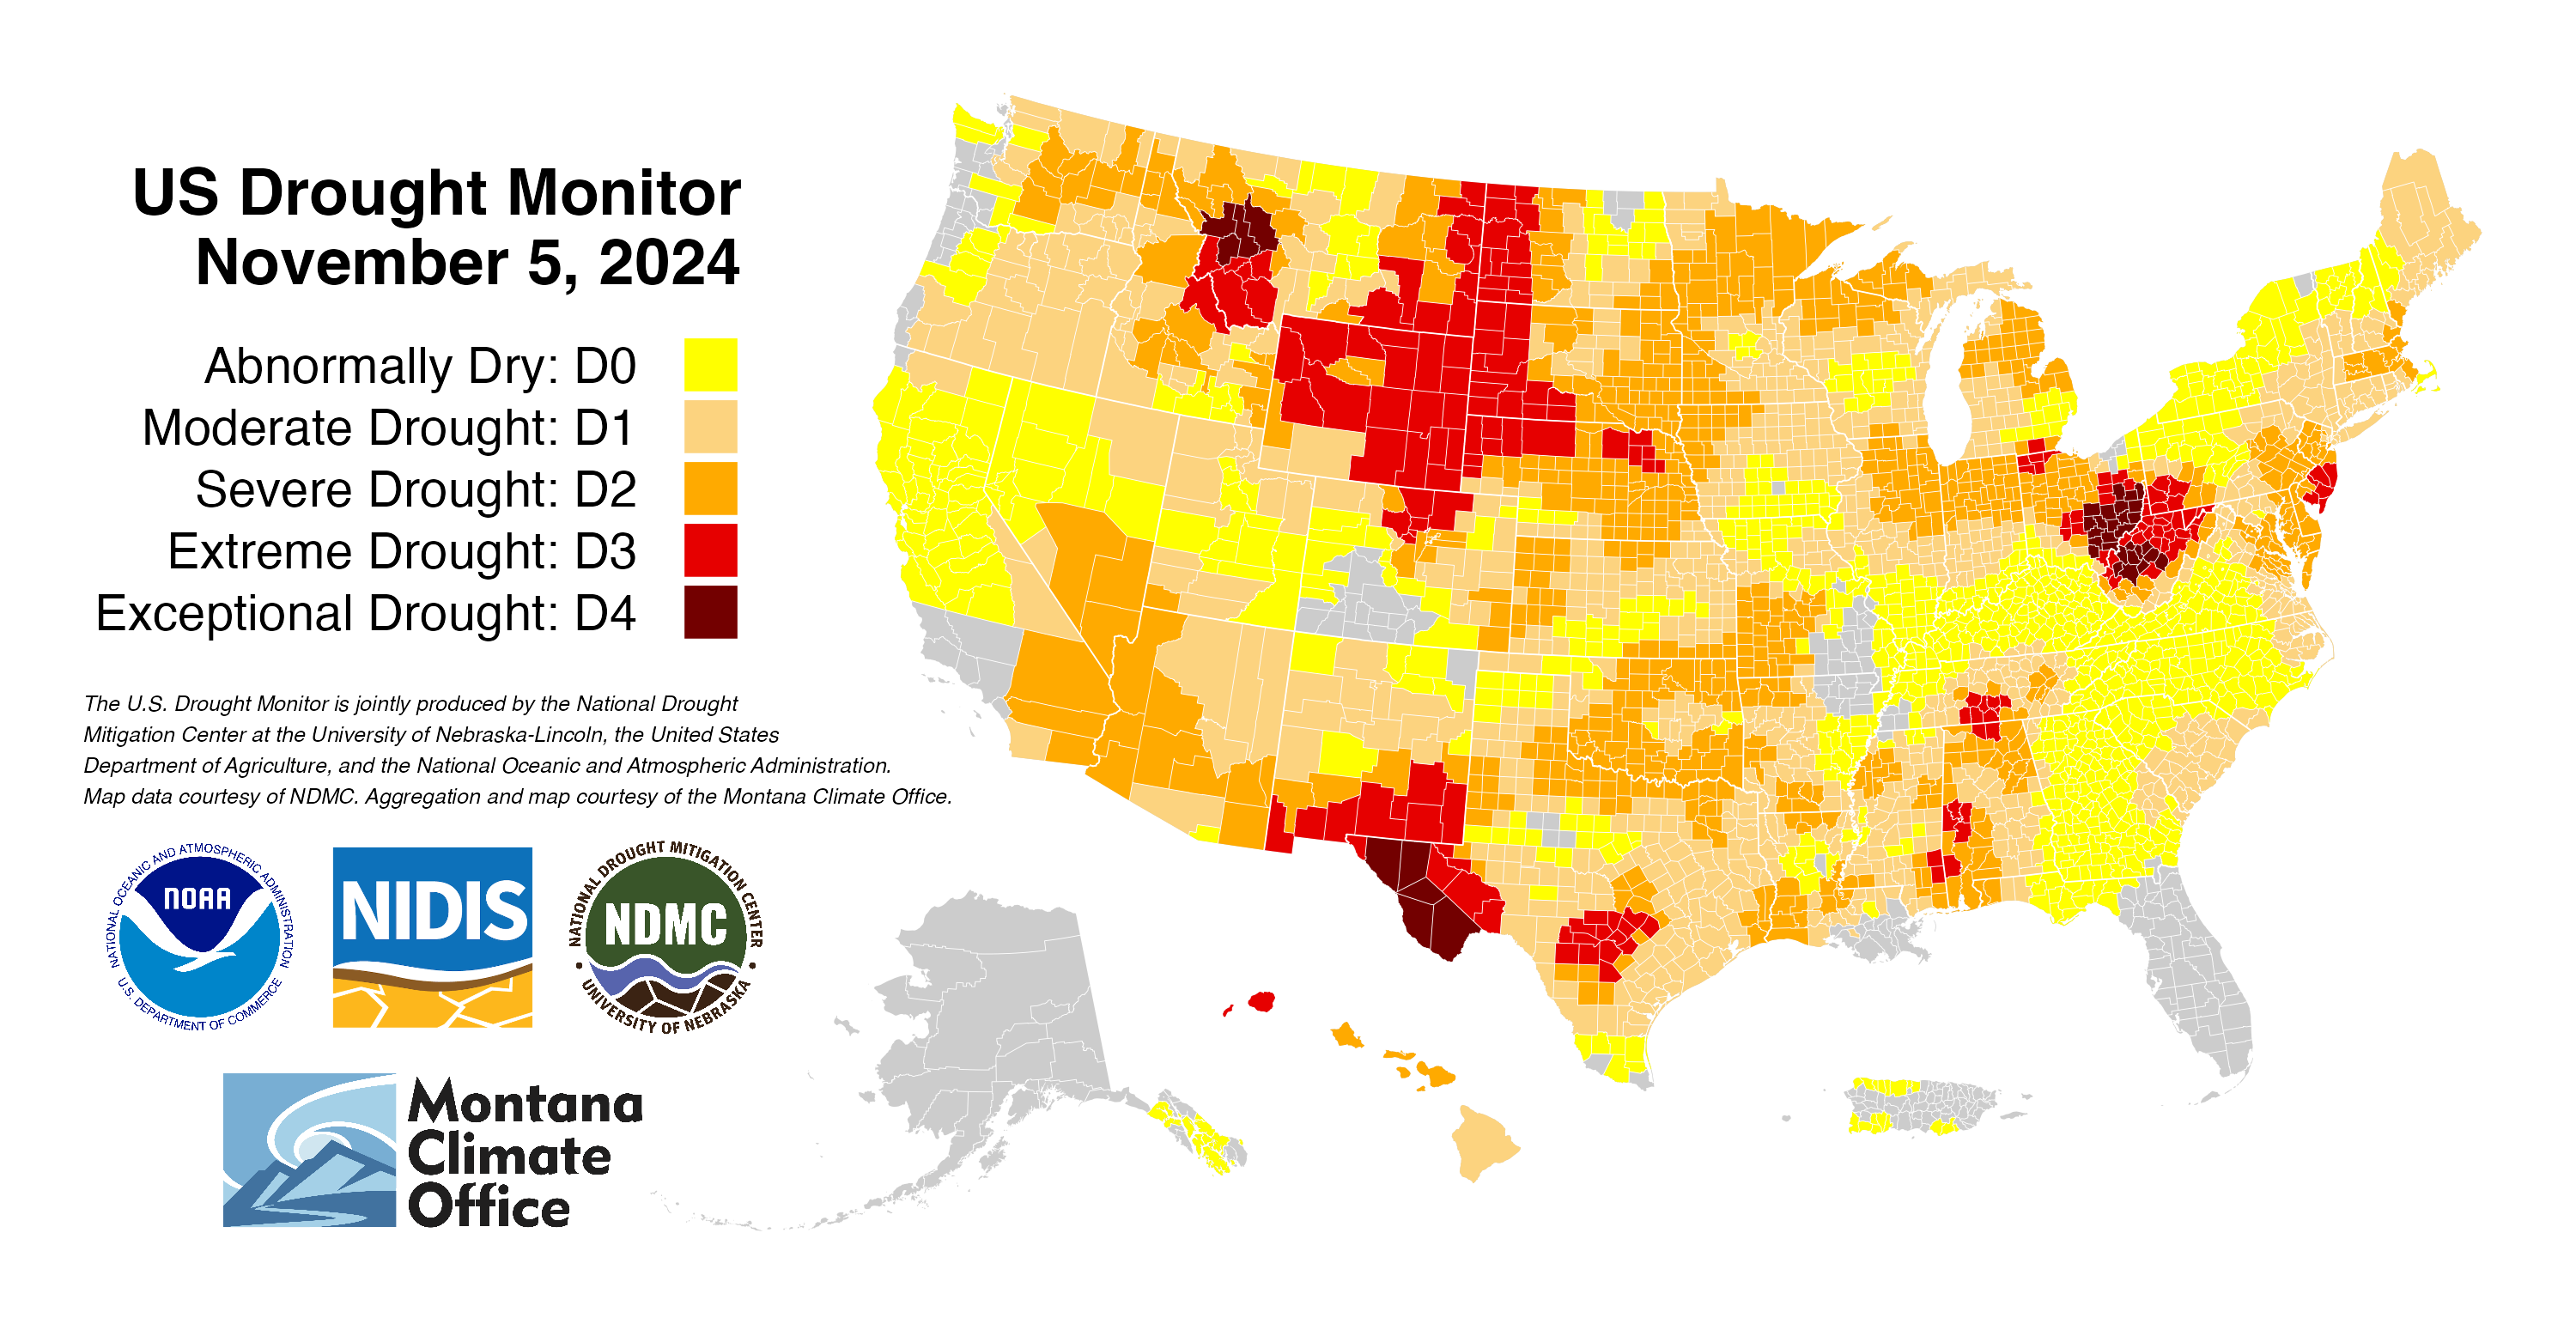 US Drought Monitor
November 5, 2024
Abnormally Dry: D0
Moderate Drought: D1
Severe Drought: D2
Extreme Drought: D3
Exceptional Drought: D4
The U.S. Drought Monitor is jointly produced by the National Drought
Mitigation Center at the University of Nebraska-Lincoln, the United States
Department of Agriculture, and the National Oceanic and Atmospheric Administration.
Map data courtesy of NDMC. Aggregation and map courtesy of the Montana Climate Office.
NATIONAL OCEANIC AND ATMOSPHERIC ADMINISTRATION
NOAA
U.S. DEPARTMENT OF COMMERCE
NIDIS
NATIONAL DROUGHT MITIGATION CENTER
NDMC
• UNIVERSITY OF NEBRASKA •
Montana
Climate
Office